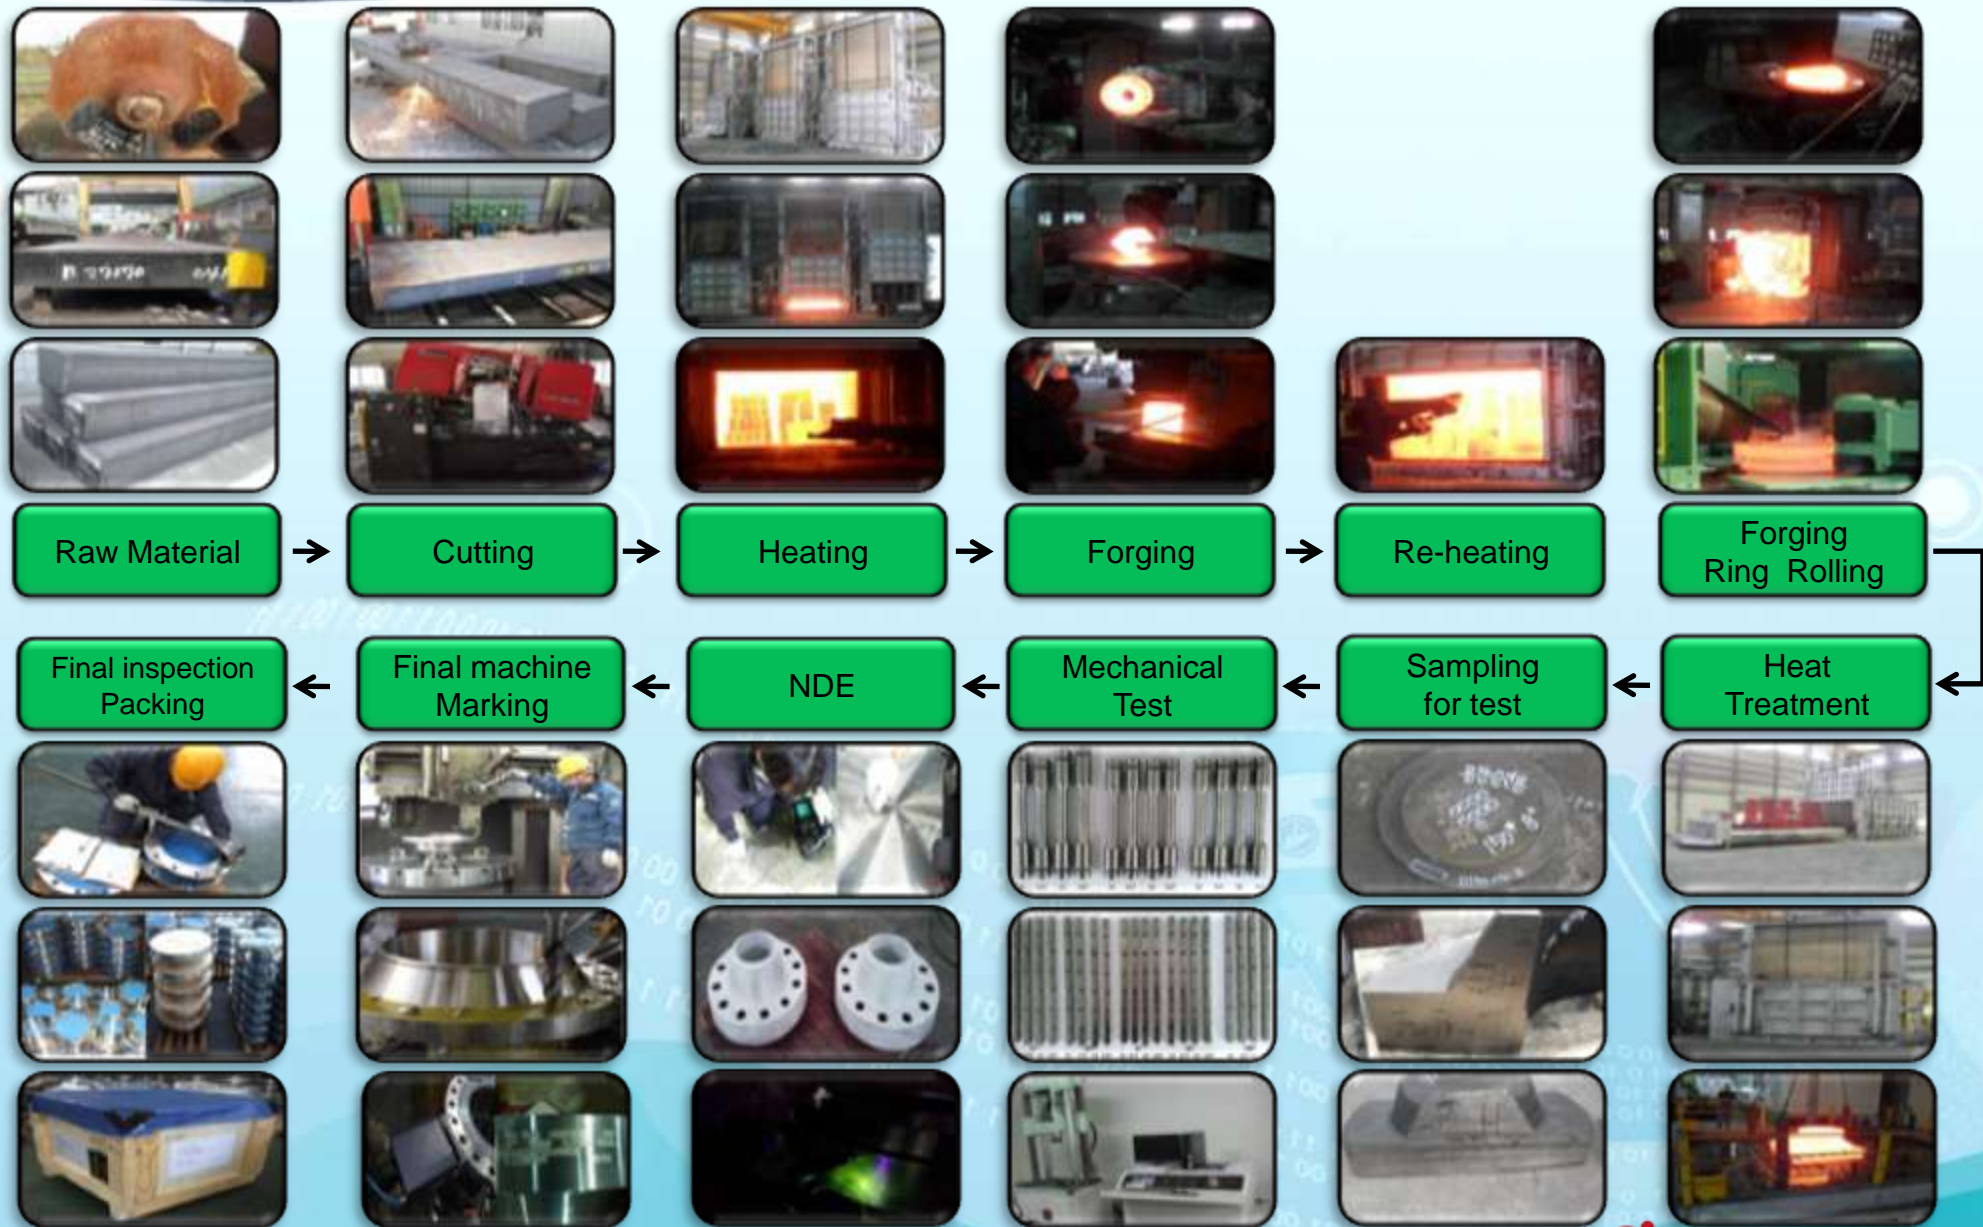 Raw Material
Cutting
Heating
Forging
Re-heating
Forging
Ring Rolling
Heat
Treatment
Sampling
for test
Mechanical
Test
NDE
Final machine
Marking
Final inspection
Packing